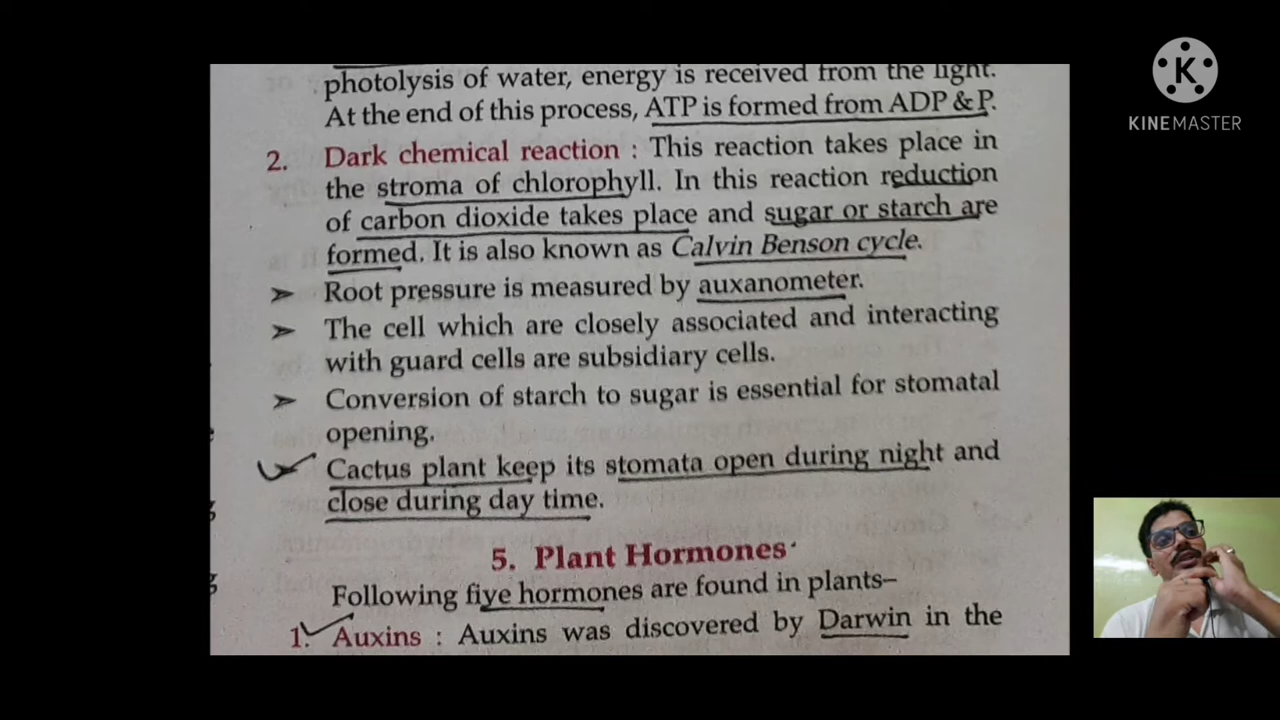 photolysis of water, energy is received from the light.
At the end of this process, ATP is formed from ADP & P.
2. Dark chemical reaction : This reaction takes place in
the stroma of chlorophyll. In this reaction reduction
of carbon dioxide takes place and sugar or starch are
formed. It is also known as Calvin Benson cycle.
➢ Root pressure is measured by auxanometer.
➢ The cell which are closely associated and interacting
with guard cells are subsidiary cells.
➢ Conversion of starch to sugar is essential for stomatal
opening.
➢ Cactus plant keep its stomata open during night and
close during day time.
5. Plant Hormones
Following five hormones are found in plants–
1. Auxins : Auxins was discovered by Darwin in the
K
KINEMASTER